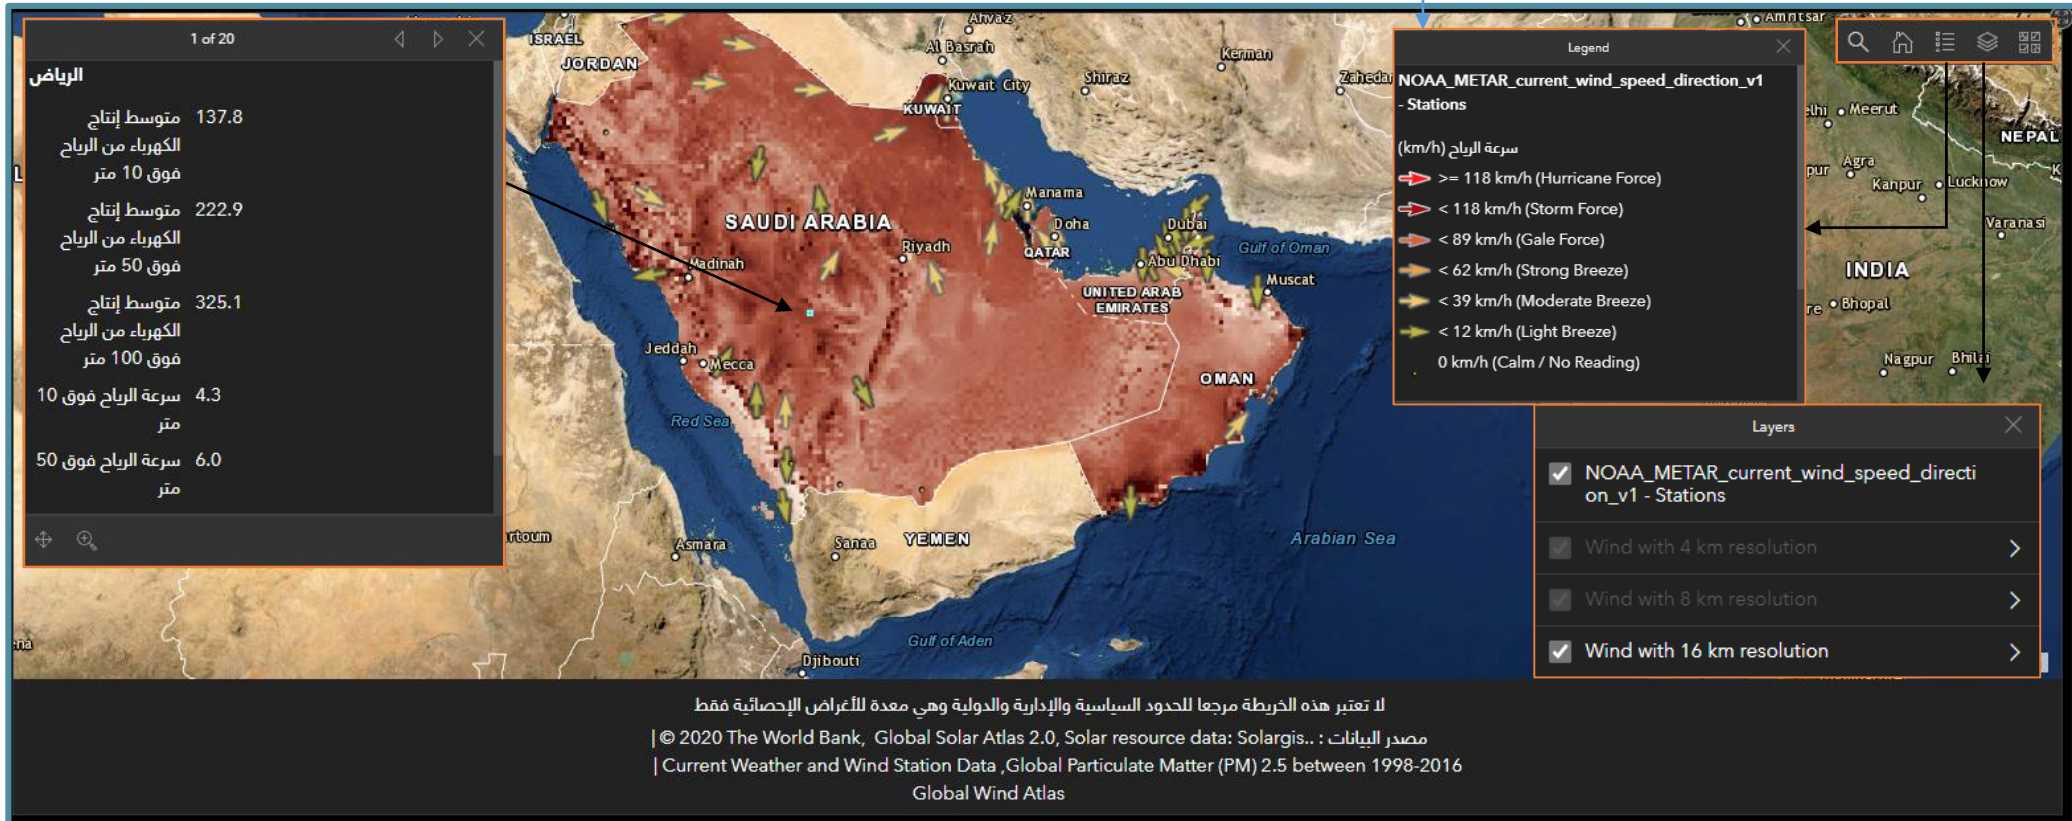 1 of 20
الرياض
متوسط إنتاج
الكهرباء من الرياح
فوق 10 متر
137.8
متوسط إنتاج
الكهرباء من الرياح
فوق 50 متر
222.9
متوسط إنتاج
الكهرباء من الرياح
فوق 100 متر
325.1
سرعة الرياح فوق 10
متر
4.3
سرعة الرياح فوق 50
متر
6.0
ISRAEL
JORDAN
Ahvaz
Al Basrah
Kuwait City
KUWAIT
Shiraz
Kerman
Zahedan
Manama
Doha
QATAR
Dubai
Abu Dhabi
Gulf of Oman
UNITED ARAB
EMIRATES
Muscat
SAUDI ARABIA
Riyadh
Madinah
Jeddah
Mecca
Red Sea
OMAN
Asmara
Sanaa
YEMEN
Arabian Sea
Gulf of Aden
Djibouti
rtoum
Amritsar
Meerut
NEPAL
Agra
Kanpur
Lucknow
Varanasi
INDIA
Bhopal
Nagpur
Bhilai
Legend
NOAA_METAR_current_wind_speed_direction_v1
- Stations
سرعة الرياح (km/h)
>= 118 km/h (Hurricane Force)
< 118 km/h (Storm Force)
< 89 km/h (Gale Force)
< 62 km/h (Strong Breeze)
< 39 km/h (Moderate Breeze)
< 12 km/h (Light Breeze)
0 km/h (Calm / No Reading)
Layers
NOAA_METAR_current_wind_speed_directi
on_v1 - Stations
Wind with 4 km resolution
Wind with 8 km resolution
Wind with 16 km resolution
لا تعتبر هذه الخريطة مرجعا للحدود السياسية والإدارية والدولية وهي معدة للأغراض الإحصائية فقط
مصدر البيانات : ..© 2020 The World Bank, Global Solar Atlas 2.0, Solar resource data: Solargis |
| Current Weather and Wind Station Data ,Global Particulate Matter (PM) 2.5 between 1998-2016
Global Wind Atlas